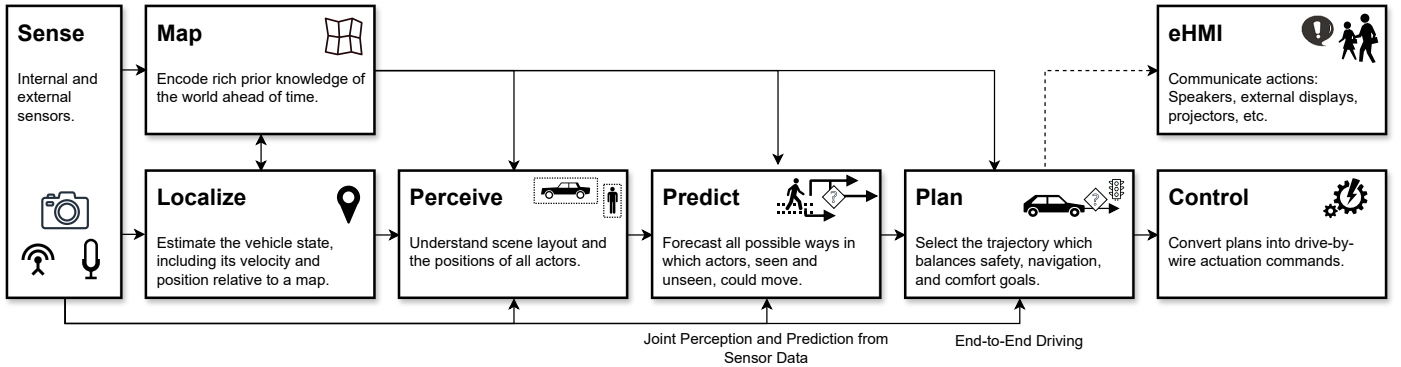 Sense
Internal and
external
sensors.
Map
Encode rich prior knowledge of
the world ahead of time.
eHMI
Communicate actions:
Speakers, external displays,
projectors, etc.
Localize
Estimate the vehicle state,
including its velocity and
position relative to a map.
Perceive
Understand scene layout and
the positions of all actors.
Predict
Forecast all possible ways in
which actors, seen and
unseen, could move.
Plan
Select the trajectory which
balances safety, navigation,
and comfort goals.
Control
Convert plans into drive-by-
wire actuation commands.
Joint Perception and Prediction from
Sensor Data
End-to-End Driving